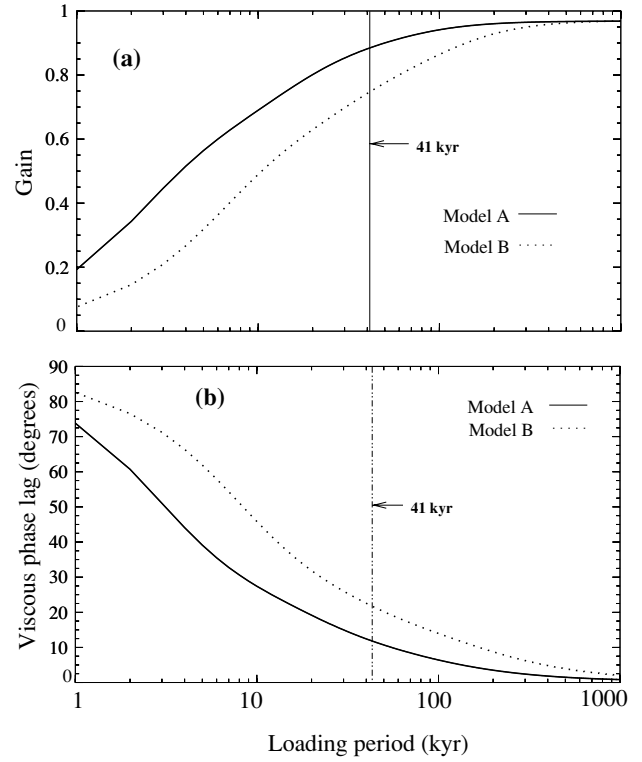 1
(a)
0.8
0.6
41 kyr
Gain
0.4
Model A
Model B
0.2
0
90
80
(b)
Model A
Model B
70
60
50
41 kyr
40
Viscous phase lag (degrees)
30
20
10
0
1
10
100
1000
Loading period (kyr)